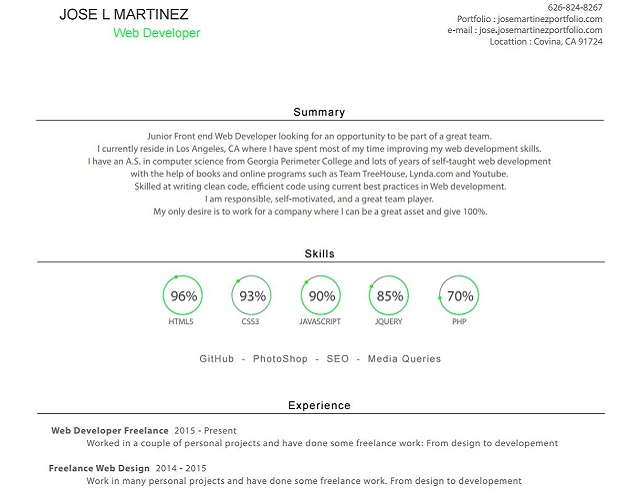 JOSE L MARTINEZ
Web Developer
626-824-8267
Portfolio : josemartinezportfolio.com
e-mail : jose.josemartinezportfolio.com
Locattion : Covina, CA 91724
Summary
Junior Front end Web Developer looking for an opportunity to be part of a great team.
I currently reside in Los Angeles, CA where I have spent most of my time improving my web development skills.
I have an A.S. in computer science from Georgia Perimeter College and lots of years of self-taught web development
with the help of books and online programs such as Team TreeHouse, Lynda.com and Youtube.
Skilled at writing clean code, efficient code using current best practices in Web development.
I am responsible, self-motivated, and a great team player.
My only desire is to work for a company where I can be a great asset and give 100%.
Skills
96% 93% 90% 85% 70%
HTML5 CSS3 JAVASCRIPT JQUERY PHP
GitHub - PhotoShop - SEO - Media Queries
Experience
Web Developer Freelance 2015 - Present
Worked in a couple of personal projects and have done some freelance work: From design to developement
Freelance Web Design 2014 - 2015
Work in many personal projects and have done some freelance work. From design to developement